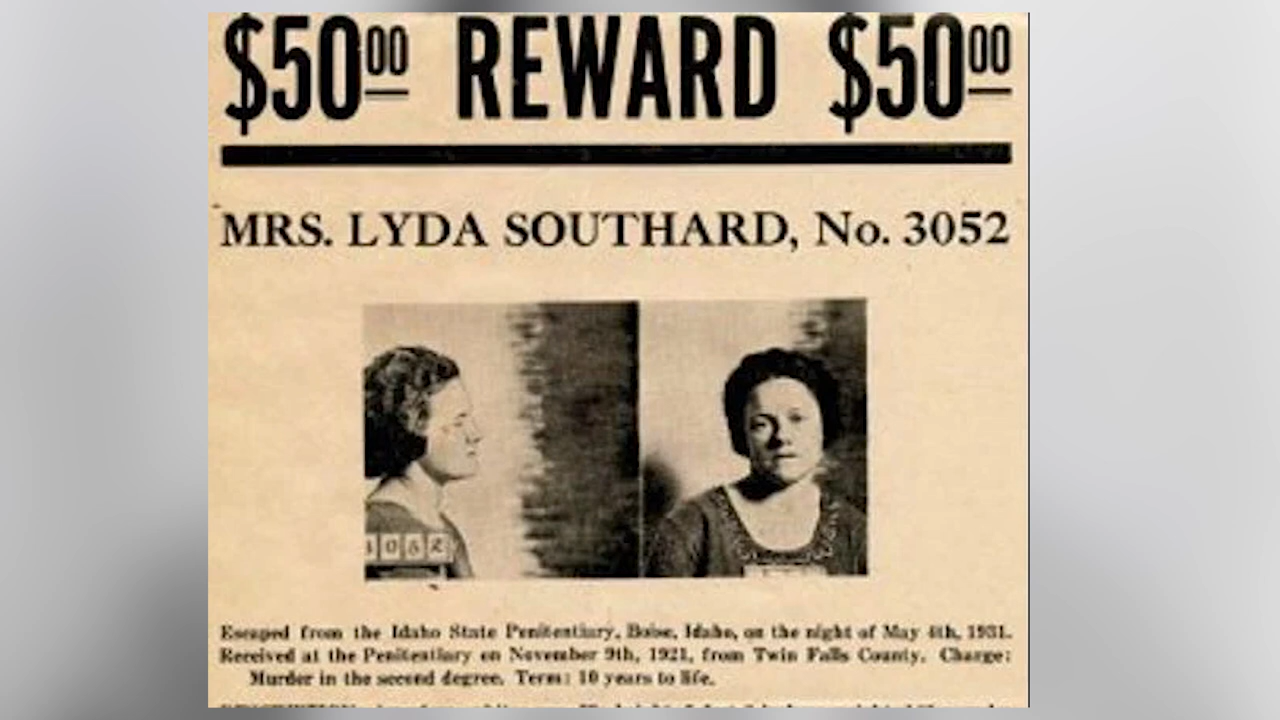 $50.00 REWARD $50.00
MRS. LYDA SOUTHARD, No. 3052
3052
Escaped from the Idaho State Penitentiary, Boise, Idaho, on the night of May 4th, 1931.
Received at the Penitentiary on November 9th, 1921, from Twin Falls County. Charge:
Murder in the second degree. Term: 10 years to life.